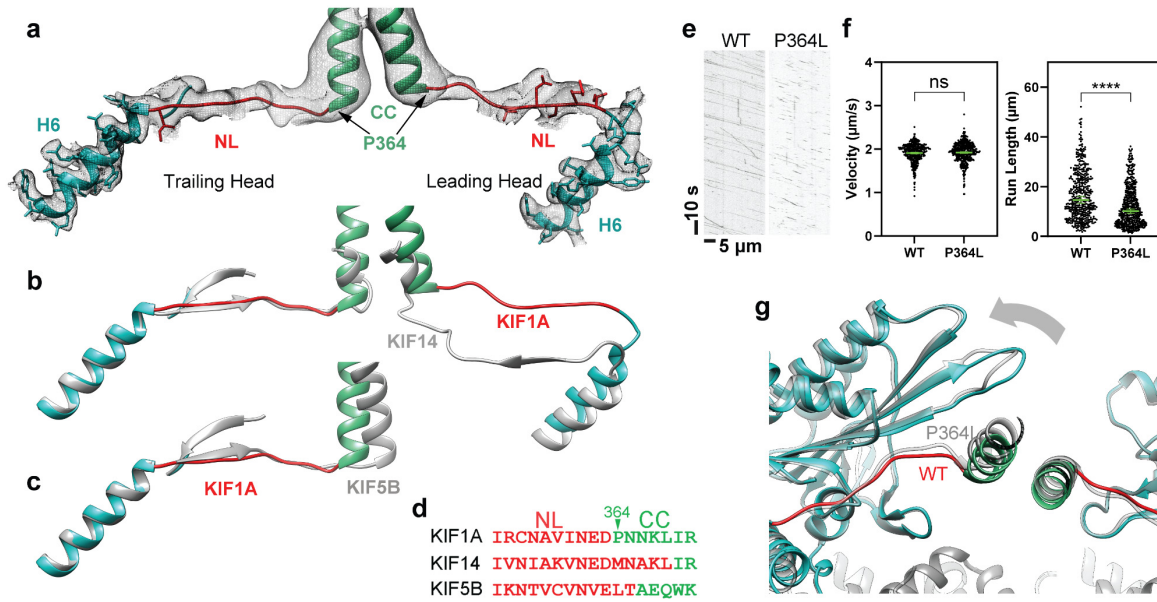 a
H6
NL
CC
P364
NL
H6
Trailing Head
Leading Head
b
KIF1A
KIF14
c
KIF1A
KIF5B
d
NL 364 CC
KIF1A IRCNAVINEDPNNKLIR
KIF14 IVNIAKVNEDMNAKLIR
KIF5B IKNTVCVNVELTAEQWK
e
WT P364L
10 s
5 µm
f
Velocity (µm/s)
4
3
2
1
0
ns
WT P364L
Run Length (µm)
60
40
20
0
****
WT P364L
g
P364L
WT